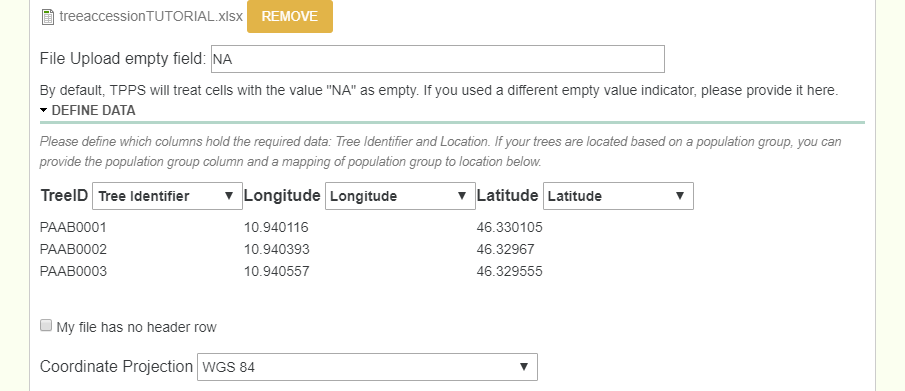 treeaccessionTUTORIAL.xlsx REMOVE
File Upload empty field: NA
By default, TPPS will treat cells with the value "NA" as empty. If you used a different empty value indicator, please provide it here.
DEFINE DATA
Please define which columns hold the required data: Tree Identifier and Location. If your trees are located based on a population group, you can
provide the population group column and a mapping of population group to location below.
TreeID Tree Identifier Longitude Longitude Latitude Latitude
PAAB0001 10.940116 46.330105
PAAB0002 10.940393 46.32967
PAAB0003 10.940557 46.329555
My file has no header row
Coordinate Projection WGS 84